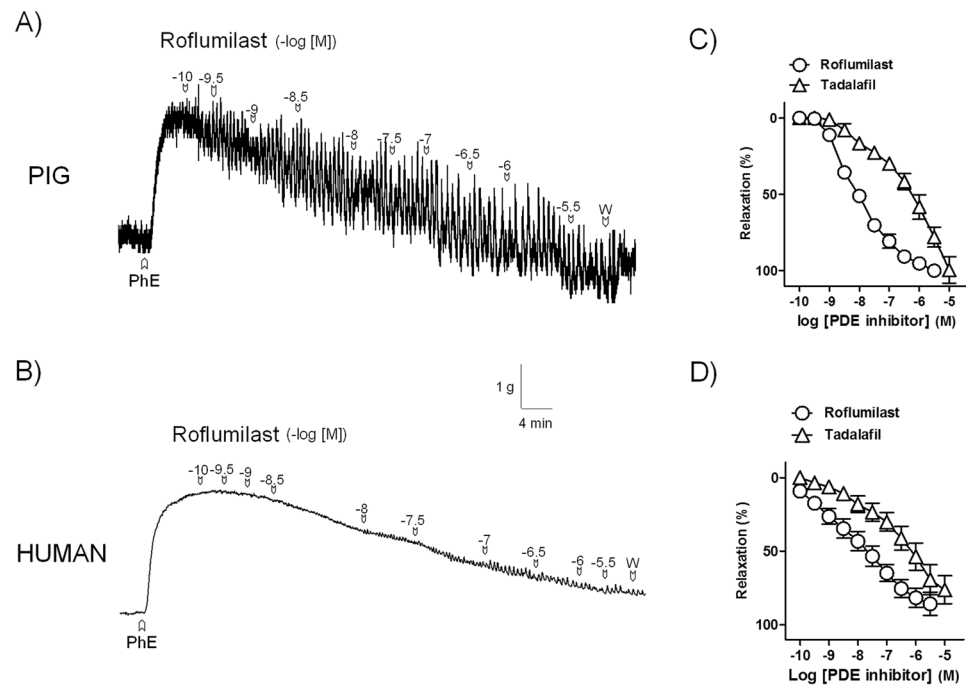 A)
Roflumilast (-log [M])
-10
-9.5
-9
-8.5
-8
-7.5
-7
-6.5
-6
-5.5
W
PIG
PhE
B)
1 g
4 min
Roflumilast (-log [M])
-10
-9.5
-9
-8.5
-8
-7.5
-7
-6.5
-6
-5.5
W
HUMAN
PhE
C)
Roflumilast
Tadalafil
Relaxation (%)
0
50
100
-10 -9 -8 -7 -6 -5
log [PDE inhibitor] (M)
D)
Roflumilast
Tadalafil
Relaxation (%)
0
50
100
-10 -9 -8 -7 -6 -5
Log [PDE inhibitor] (M)